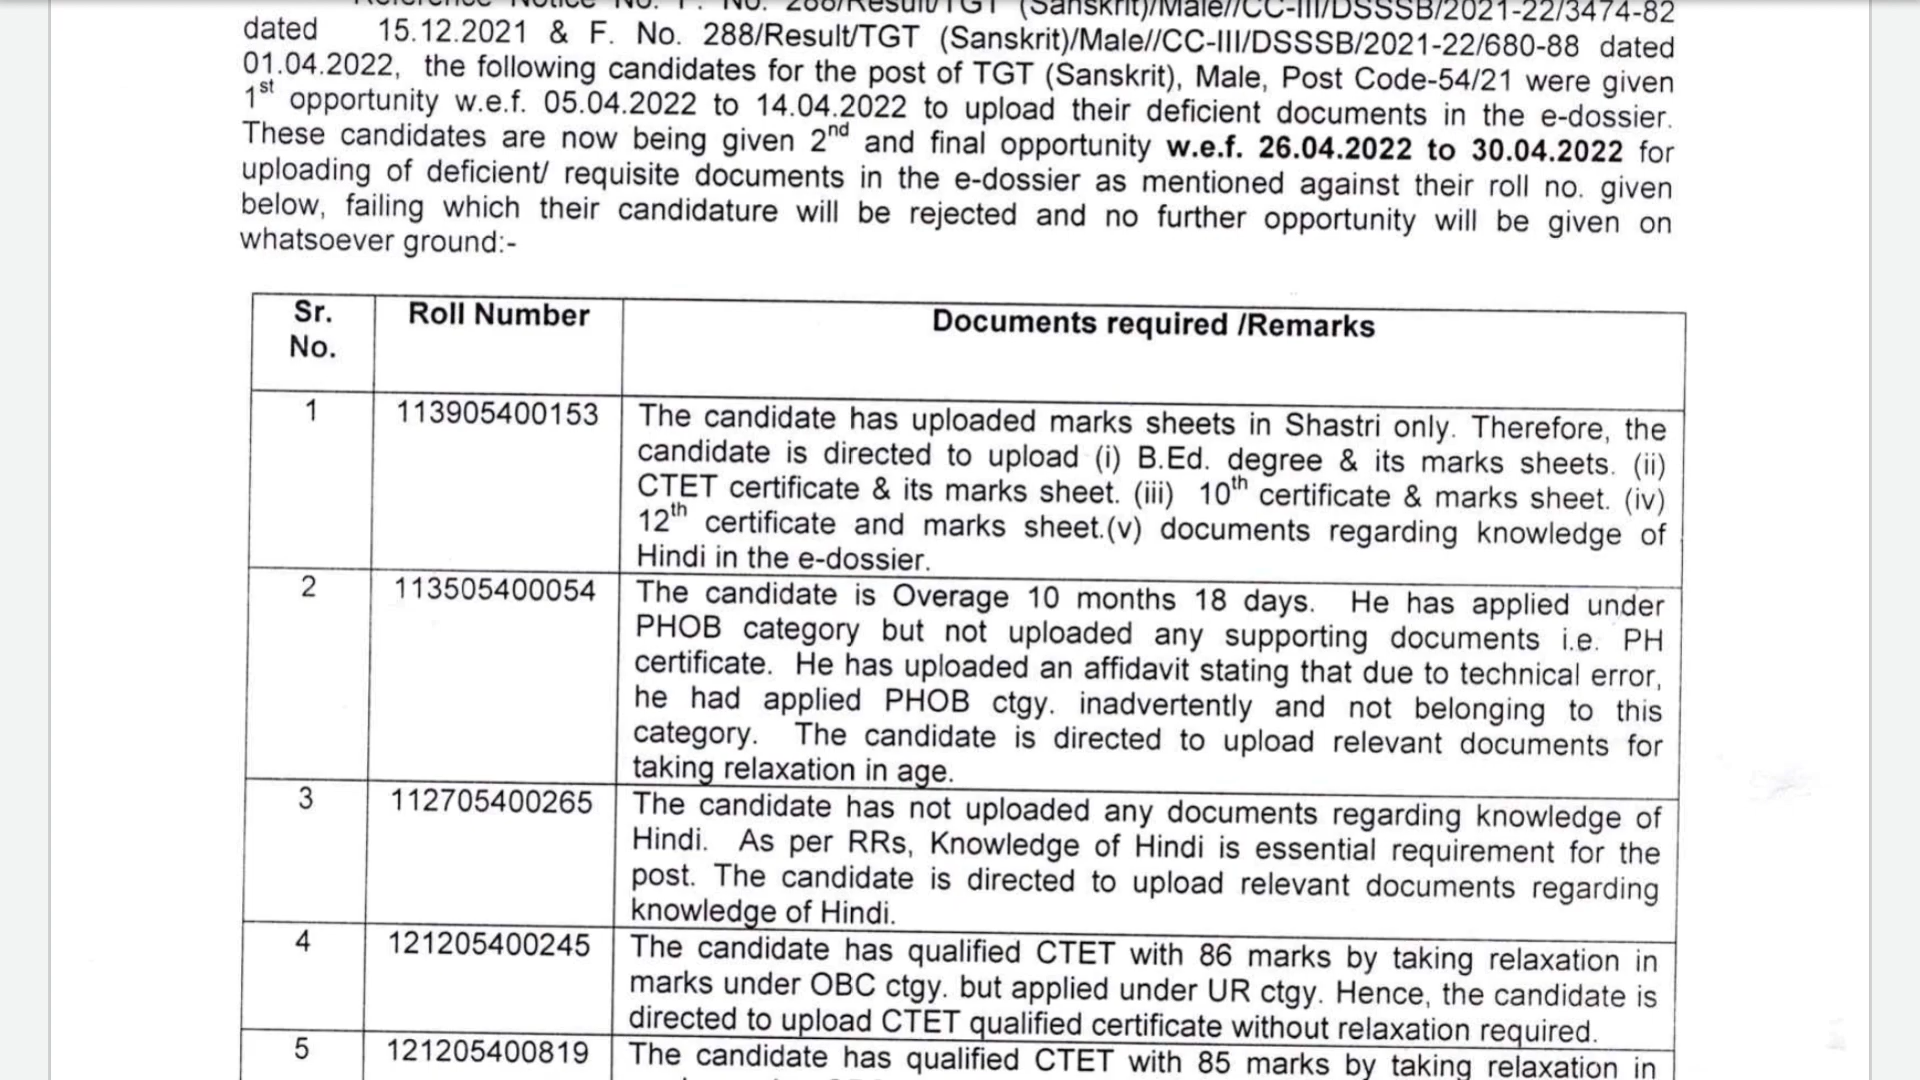 Reference Notice No. F. No. 288/Result/TGT (Sanskrit)/Male//CC-III/DSSSB/2021-22/3474-82
dated 15.12.2021 & F. No. 288/Result/TGT (Sanskrit)/Male//CC-III/DSSSB/2021-22/680-88 dated
01.04.2022, the following candidates for the post of TGT (Sanskrit), Male, Post Code-54/21 were given
1st opportunity w.e.f. 05.04.2022 to 14.04.2022 to upload their deficient documents in the e-dossier.
These candidates are now being given 2nd and final opportunity w.e.f. 26.04.2022 to 30.04.2022 for
uploading of deficient/ requisite documents in the e-dossier as mentioned against their roll no. given
below, failing which their candidature will be rejected and no further opportunity will be given on
whatsoever ground:-
Sr. No. Roll Number Documents required /Remarks
1 113905400153 The candidate has uploaded marks sheets in Shastri only. Therefore, the
candidate is directed to upload (i) B.Ed. degree & its marks sheets. (ii)
CTET certificate & its marks sheet. (iii) 10th certificate & marks sheet. (iv)
12th certificate and marks sheet.(v) documents regarding knowledge of
Hindi in the e-dossier.
2 113505400054 The candidate is Overage 10 months 18 days. He has applied under
PHOB category but not uploaded any supporting documents i.e. PH
certificate. He has uploaded an affidavit stating that due to technical error,
he had applied PHOB ctgy. inadvertently and not belonging to this
category. The candidate is directed to upload relevant documents for
taking relaxation in age.
3 112705400265 The candidate has not uploaded any documents regarding knowledge of
Hindi. As per RRs, Knowledge of Hindi is essential requirement for the
post. The candidate is directed to upload relevant documents regarding
knowledge of Hindi.
4 121205400245 The candidate has qualified CTET with 86 marks by taking relaxation in
marks under OBC ctgy. but applied under UR ctgy. Hence, the candidate is
directed to upload CTET qualified certificate without relaxation required.
5 121205400819 The candidate has qualified CTET with 85 marks by taking relaxation in